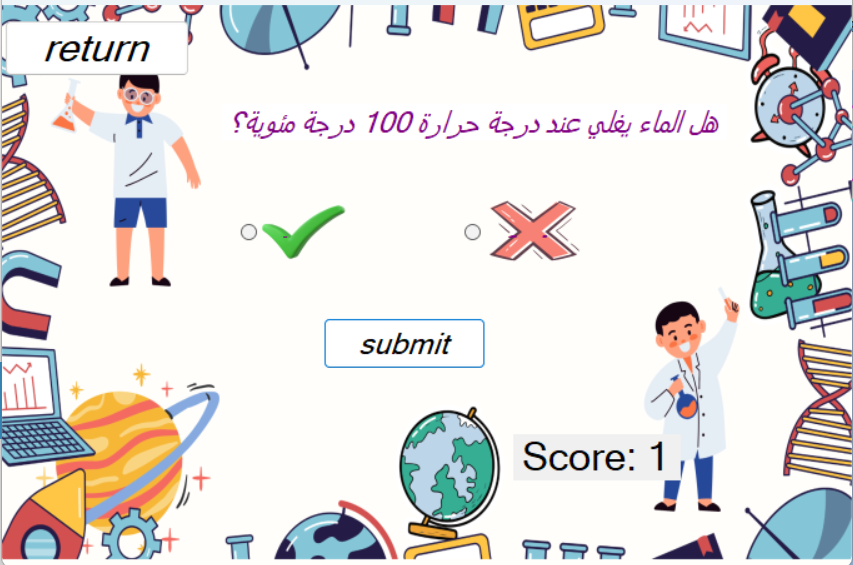 return
هل الماء يغلي عند درجة حرارة 100 درجة مئوية؟
submit
Score: 1